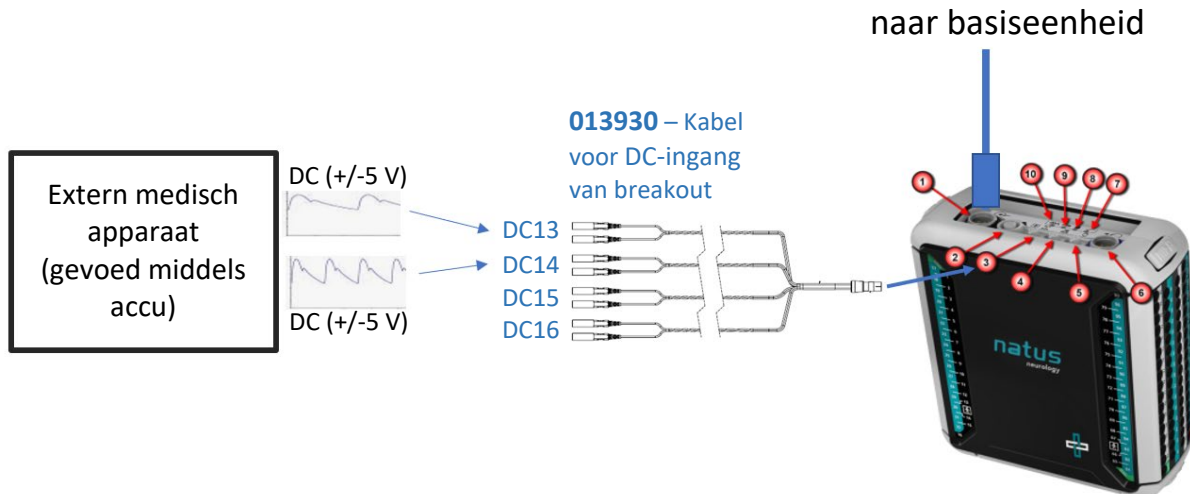 naar basiseenheid
013930 – Kabel
voor DC-ingang
van breakout
Extern medisch
apparaat
(gevoed middels
accu)
DC (+/-5 V)
DC (+/-5 V)
DC13
DC14
DC15
DC16
1
2
3
4
5
6
7
8
9
10
natus
neurology